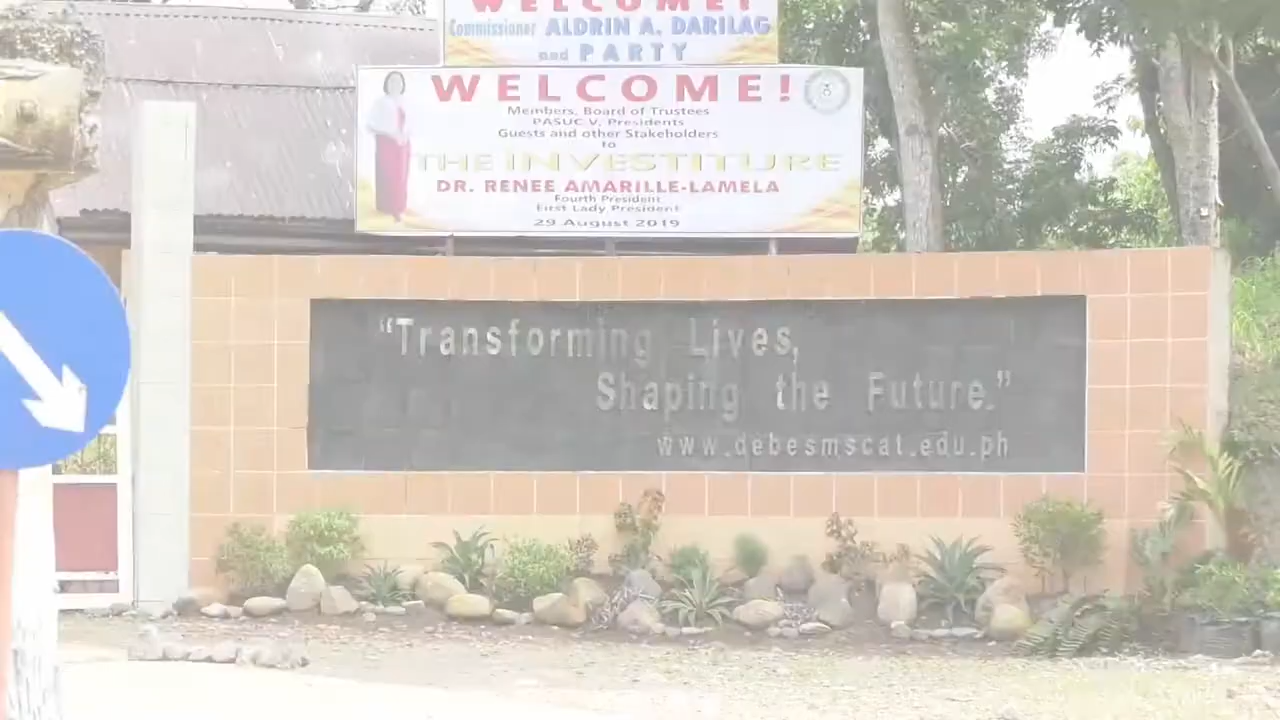 WELCOME!
Commissioner ALDRIN A. DARILAG
and PARTY
WELCOME!
Members, Board of Trustees
PASUC V, Presidents
Guests and other Stakeholders
to
THE INVESTITURE
DR. RENEE AMARILLE-LAMELA
Fourth President
First Lady President
29 August 2019
“Transforming Lives,
Shaping the Future.”
www.debesmscat.edu.ph